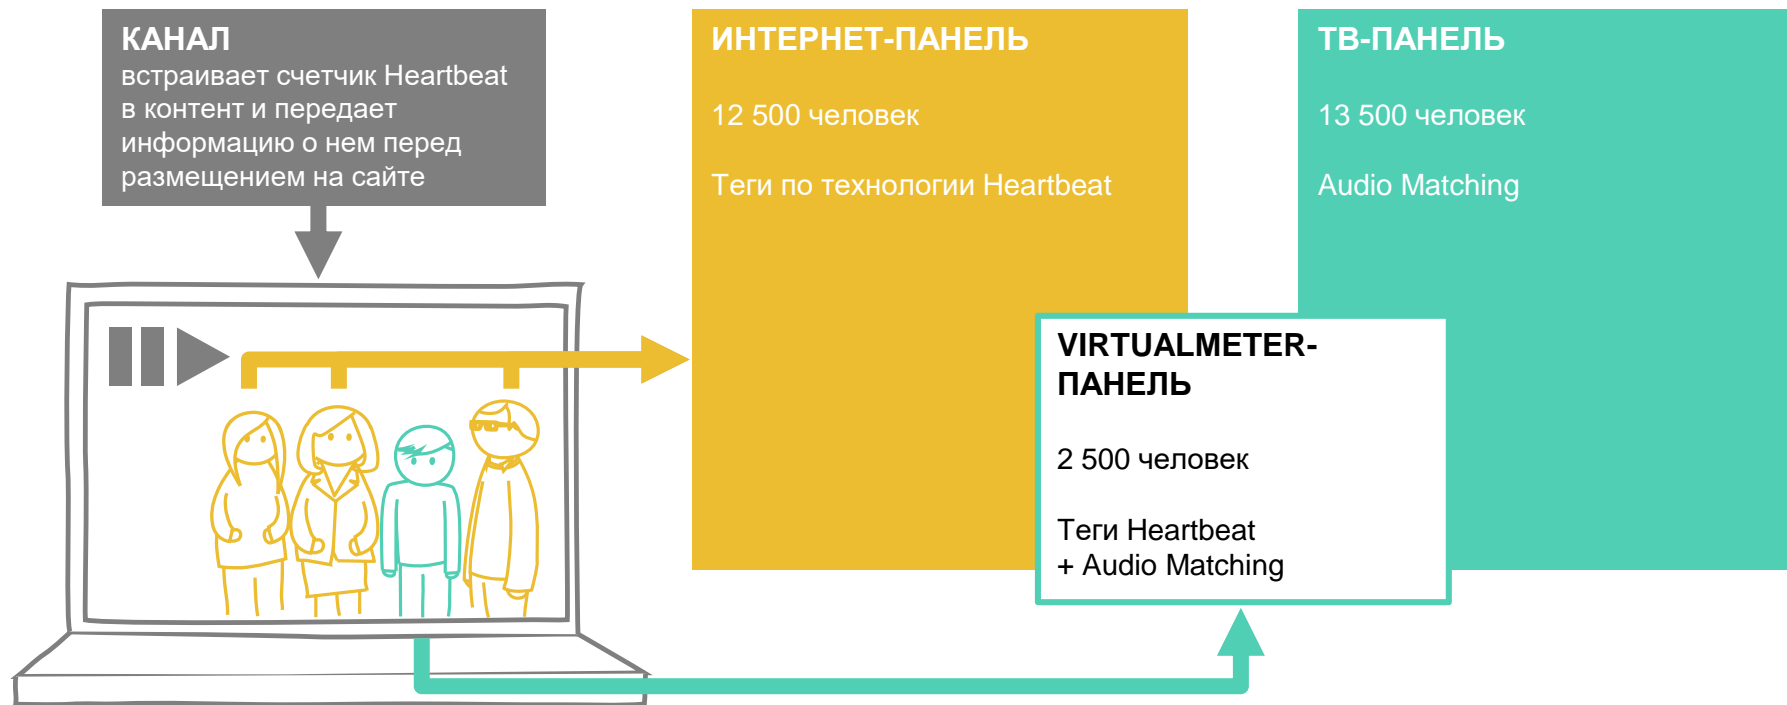 КАНАЛ
встраивает счетчик Heartbeat
в контент и передает
информацию о нем перед
размещением на сайте
ИНТЕРНЕТ-ПАНЕЛЬ
12 500 человек
Теги по технологии Heartbeat
ТВ-ПАНЕЛЬ
13 500 человек
Audio Matching
VIRTUALMETER-
ПАНЕЛЬ
2 500 человек
Теги Heartbeat
+ Audio Matching